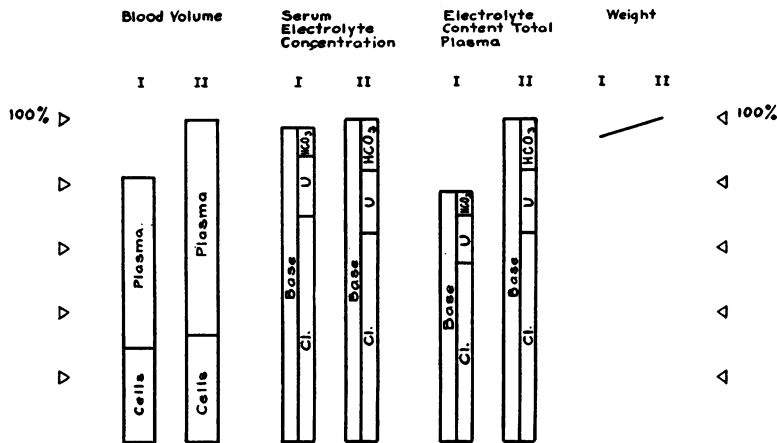 Blood Volume
Serum
Electrolyte
Concentration
Electrolyte
Content Total
Plasma
Weight
I
II
I
II
I
II
I
II
100%
100%
Plasma.
Cells
Plasma
Cells
Base
HCO3
U
Cl.
Base
HCO3
U
Cl.
Base
HCO3
U
Cl.
Base
HCO3
U
Cl.